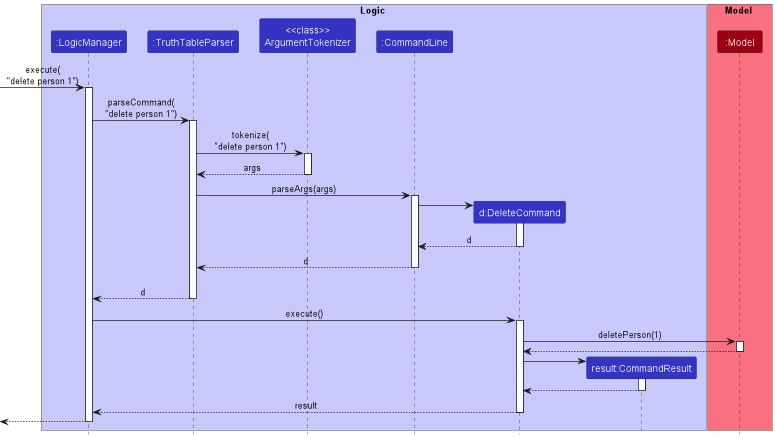 Logic
Model
<<class>>
:LogicManager
:TruthTableParser
ArgumentTokenizer
:CommandLine
:Model
execute(
"delete person 1")
parseCommand(
"delete person 1")
tokenize(
"delete person 1")
args
parseArgs(args)
d:DeleteCommand
d
d
d
execute()
deletePerson(1)
result:CommandResult
result